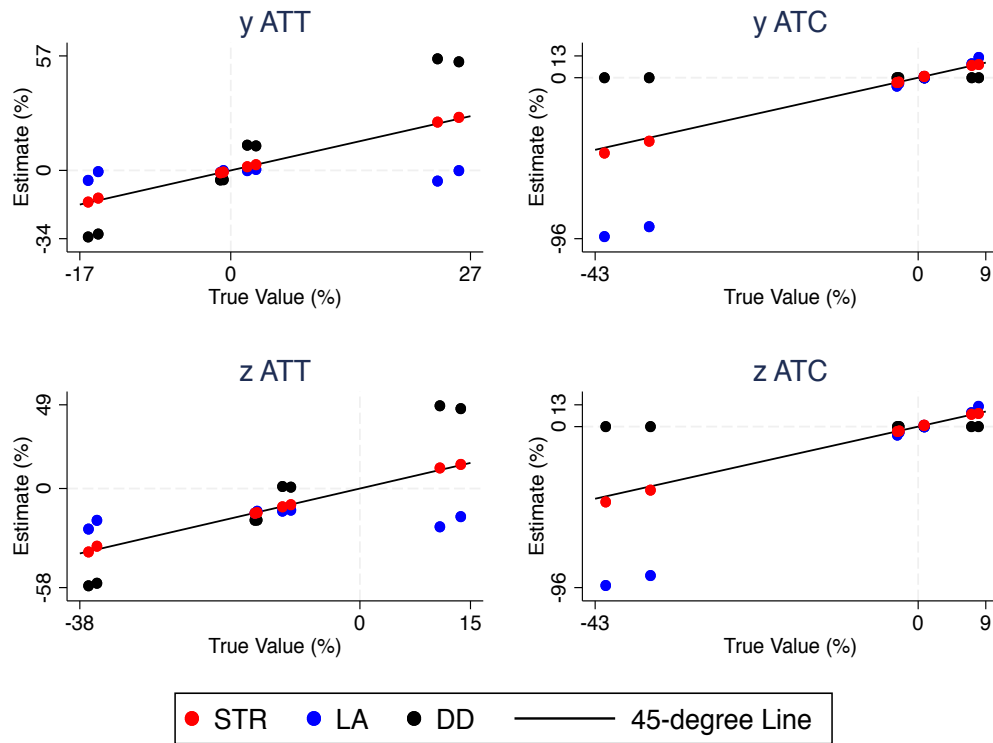 y ATT
57
0
-34
Estimate (%)
-17
0
27
True Value (%)
y ATC
13
0
-96
Estimate (%)
-43
0
9
True Value (%)
z ATT
49
0
-58
Estimate (%)
-38
0
15
True Value (%)
z ATC
13
0
-96
Estimate (%)
-43
0
9
True Value (%)
STR LA DD 45-degree Line